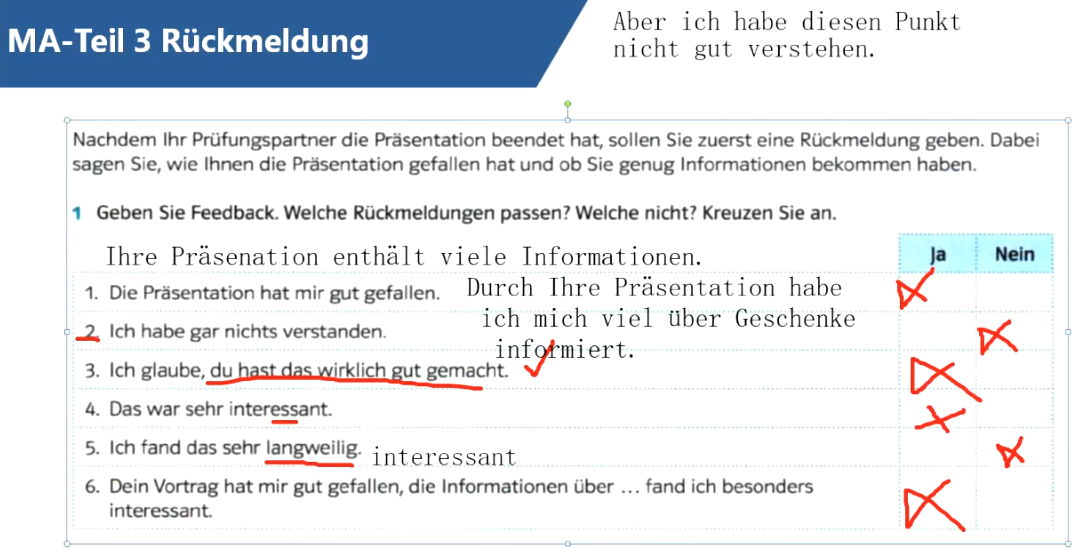 MA-Teil 3 Rückmeldung
Aber ich habe diesen Punkt
nicht gut verstehen.
Nachdem Ihr Prüfungspartner die Präsentation beendet hat, sollen Sie zuerst eine Rückmeldung geben. Dabei
sagen Sie, wie Ihnen die Präsentation gefallen hat und ob Sie genug Informationen bekommen haben.
1 Geben Sie Feedback. Welche Rückmeldungen passen? Welche nicht? Kreuzen Sie an.
Ihre Präsenation enthält viele Informationen.
Ja Nein
1. Die Präsentation hat mir gut gefallen.
Durch Ihre Präsentation habe
ich mich viel über Geschenke
informiert.
2. Ich habe gar nichts verstanden.
3. Ich glaube, du hast das wirklich gut gemacht.
4. Das war sehr interessant.
5. Ich fand das sehr langweilig.
interessant
6. Dein Vortrag hat mir gut gefallen, die Informationen über ... fand ich besonders
interessant.